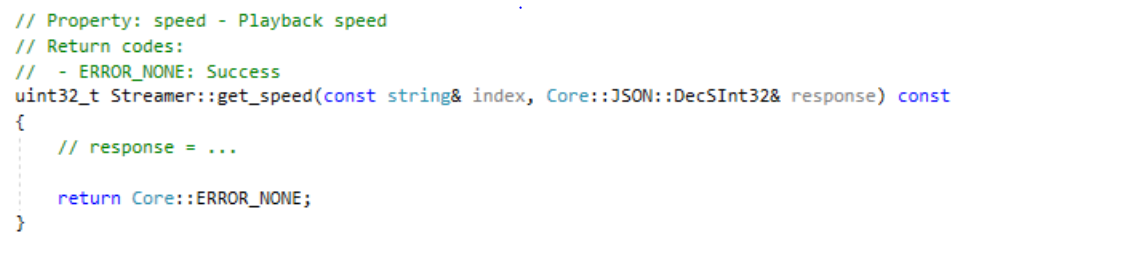 // Property: speed - Playback speed
// Return codes:
//  - ERROR_NONE: Success
uint32_t Streamer::get_speed(const string& index, Core::JSON::DecSInt32& response) const
{
    // response = ...

    return Core::ERROR_NONE;
}